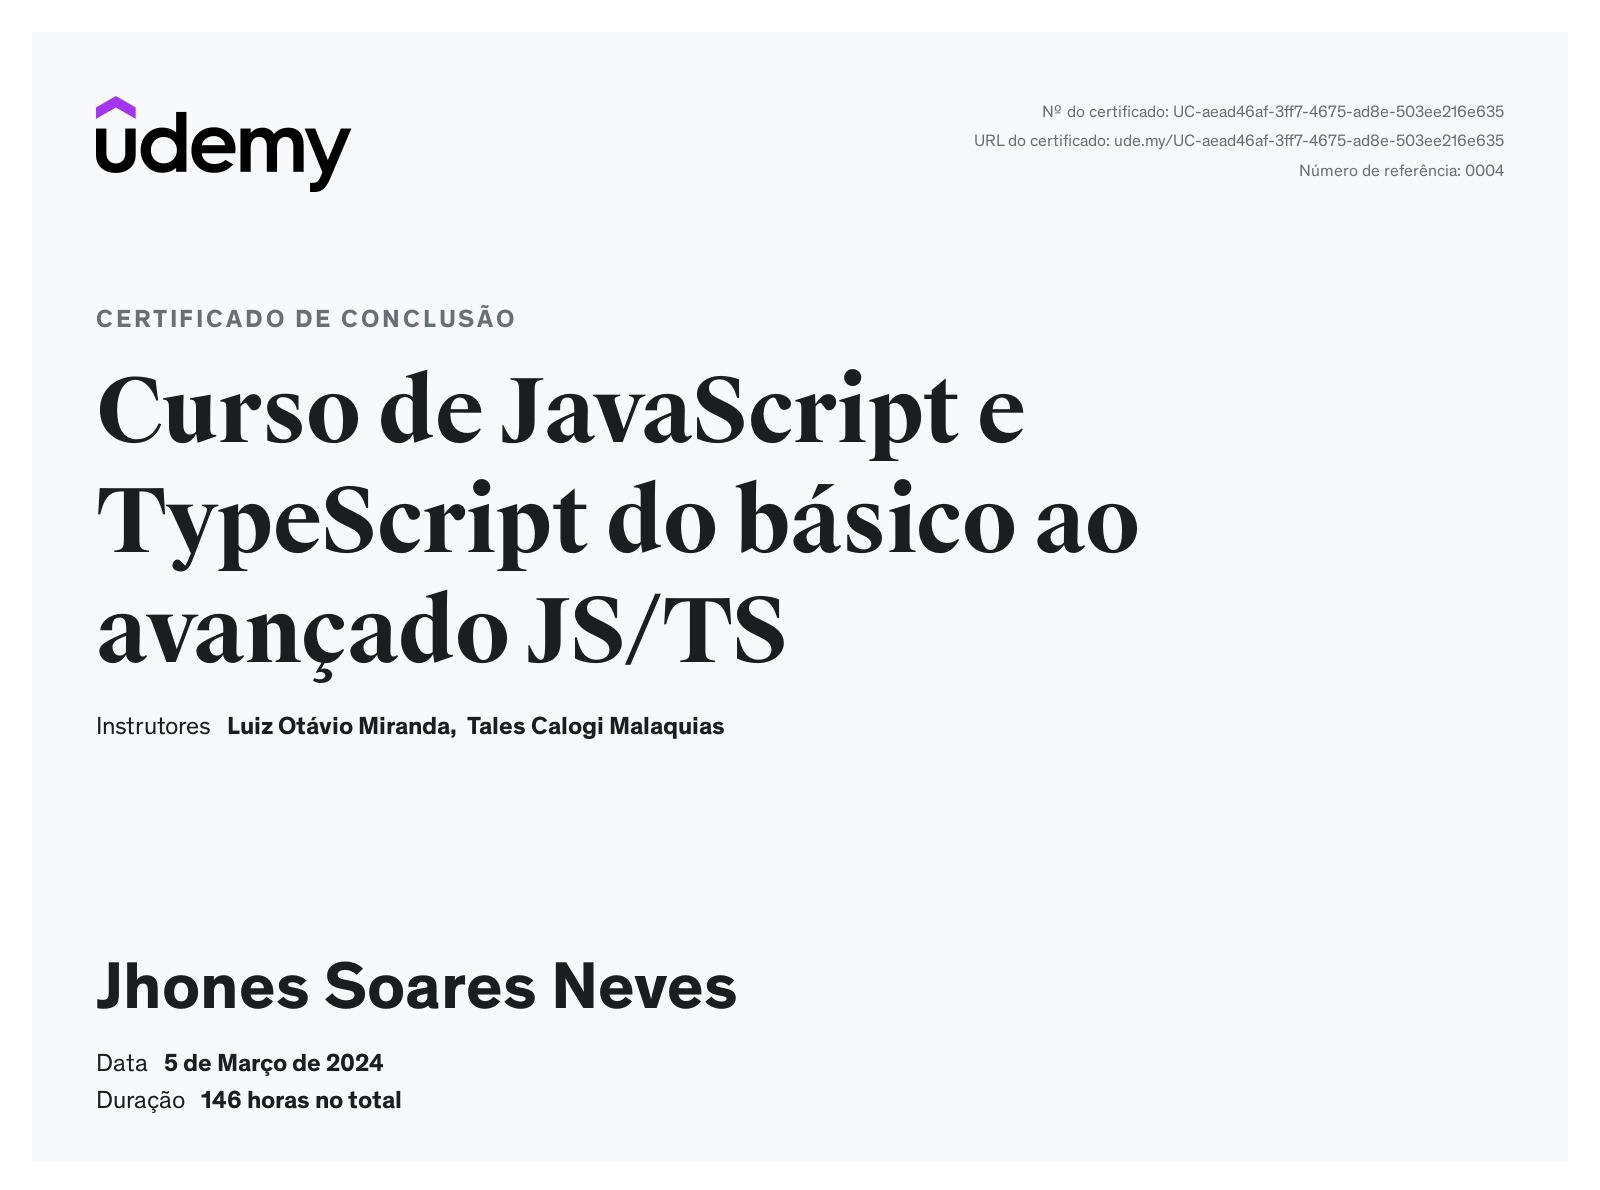 udemy
Nº do certificado: UC-aead46af-3ff7-4675-ad8e-503ee216e635
URL do certificado: ude.my/UC-aead46af-3ff7-4675-ad8e-503ee216e635
Número de referência: 0004
CERTIFICADO DE CONCLUSÃO
Curso de JavaScript e
TypeScript do básico ao
avançado JS/TS
Instrutores Luiz Otávio Miranda, Tales Calogi Malaquias
Jhones Soares Neves
Data 5 de Março de 2024
Duração 146 horas no total